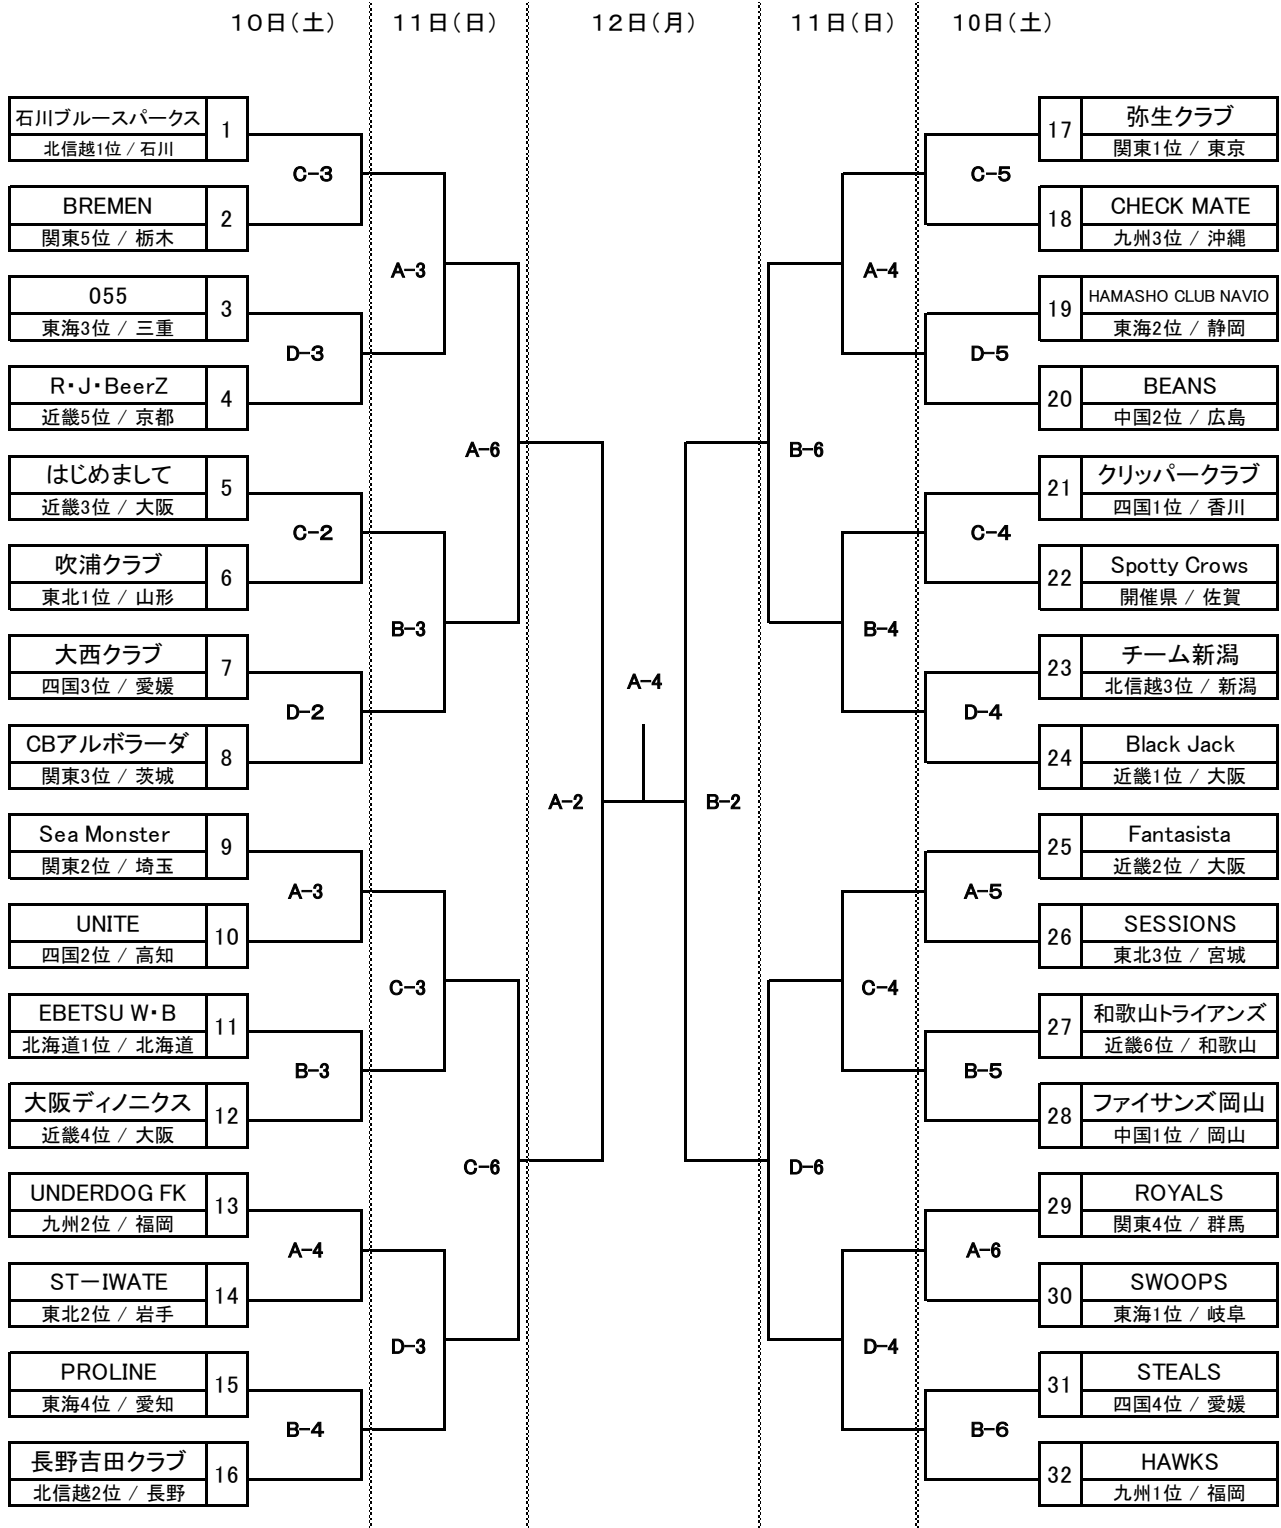 10日(土)
11日(日)
12日(月)
11日(日)
10日(土)
石川ブルースパークス
1
北信越1位 / 石川
C-3
BREMEN
2
関東5位 / 栃木
A-3
055
3
東海3位 / 三重
D-3
R・J・BeerZ
4
近畿5位 / 京都
A-6
はじめまして
5
近畿3位 / 大阪
C-2
吹浦クラブ
6
東北1位 / 山形
B-3
大西クラブ
7
四国3位 / 愛媛
D-2
CBアルボラーダ
8
関東3位 / 茨城
A-2
Sea Monster
9
関東2位 / 埼玉
A-3
UNITE
10
四国2位 / 高知
C-3
EBETSU W・B
11
北海道1位 / 北海道
B-3
大阪ディノニクス
12
近畿4位 / 大阪
C-6
UNDERDOG FK
13
九州2位 / 福岡
A-4
ST－IWATE
14
東北2位 / 岩手
D-3
PROLINE
15
東海4位 / 愛知
B-4
長野吉田クラブ
16
北信越2位 / 長野
A-4
17
弥生クラブ
関東1位 / 東京
C-5
18
CHECK MATE
九州3位 / 沖縄
A-4
19
HAMASHO CLUB NAVIO
東海2位 / 静岡
D-5
20
BEANS
中国2位 / 広島
B-6
21
クリッパークラブ
四国1位 / 香川
C-4
22
Spotty Crows
開催県 / 佐賀
B-4
23
チーム新潟
北信越3位 / 新潟
D-4
24
Black Jack
近畿1位 / 大阪
B-2
25
Fantasista
近畿2位 / 大阪
A-5
26
SESSIONS
東北3位 / 宮城
C-4
27
和歌山トライアンズ
近畿6位 / 和歌山
B-5
28
ファイサンズ岡山
中国1位 / 岡山
D-6
29
ROYALS
関東4位 / 群馬
A-6
30
SWOOPS
東海1位 / 岐阜
D-4
31
STEALS
四国4位 / 愛媛
B-6
32
HAWKS
九州1位 / 福岡